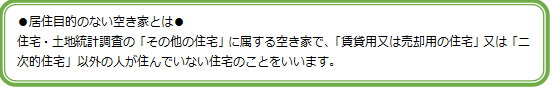 ●居住目的のない空き家とは●
住宅・土地統計調査の「その他の住宅」に属する空き家で、「賃貸用又は売却用の住宅」又は「二
次的住宅」以外の人が住んでいない住宅のことをいいます。